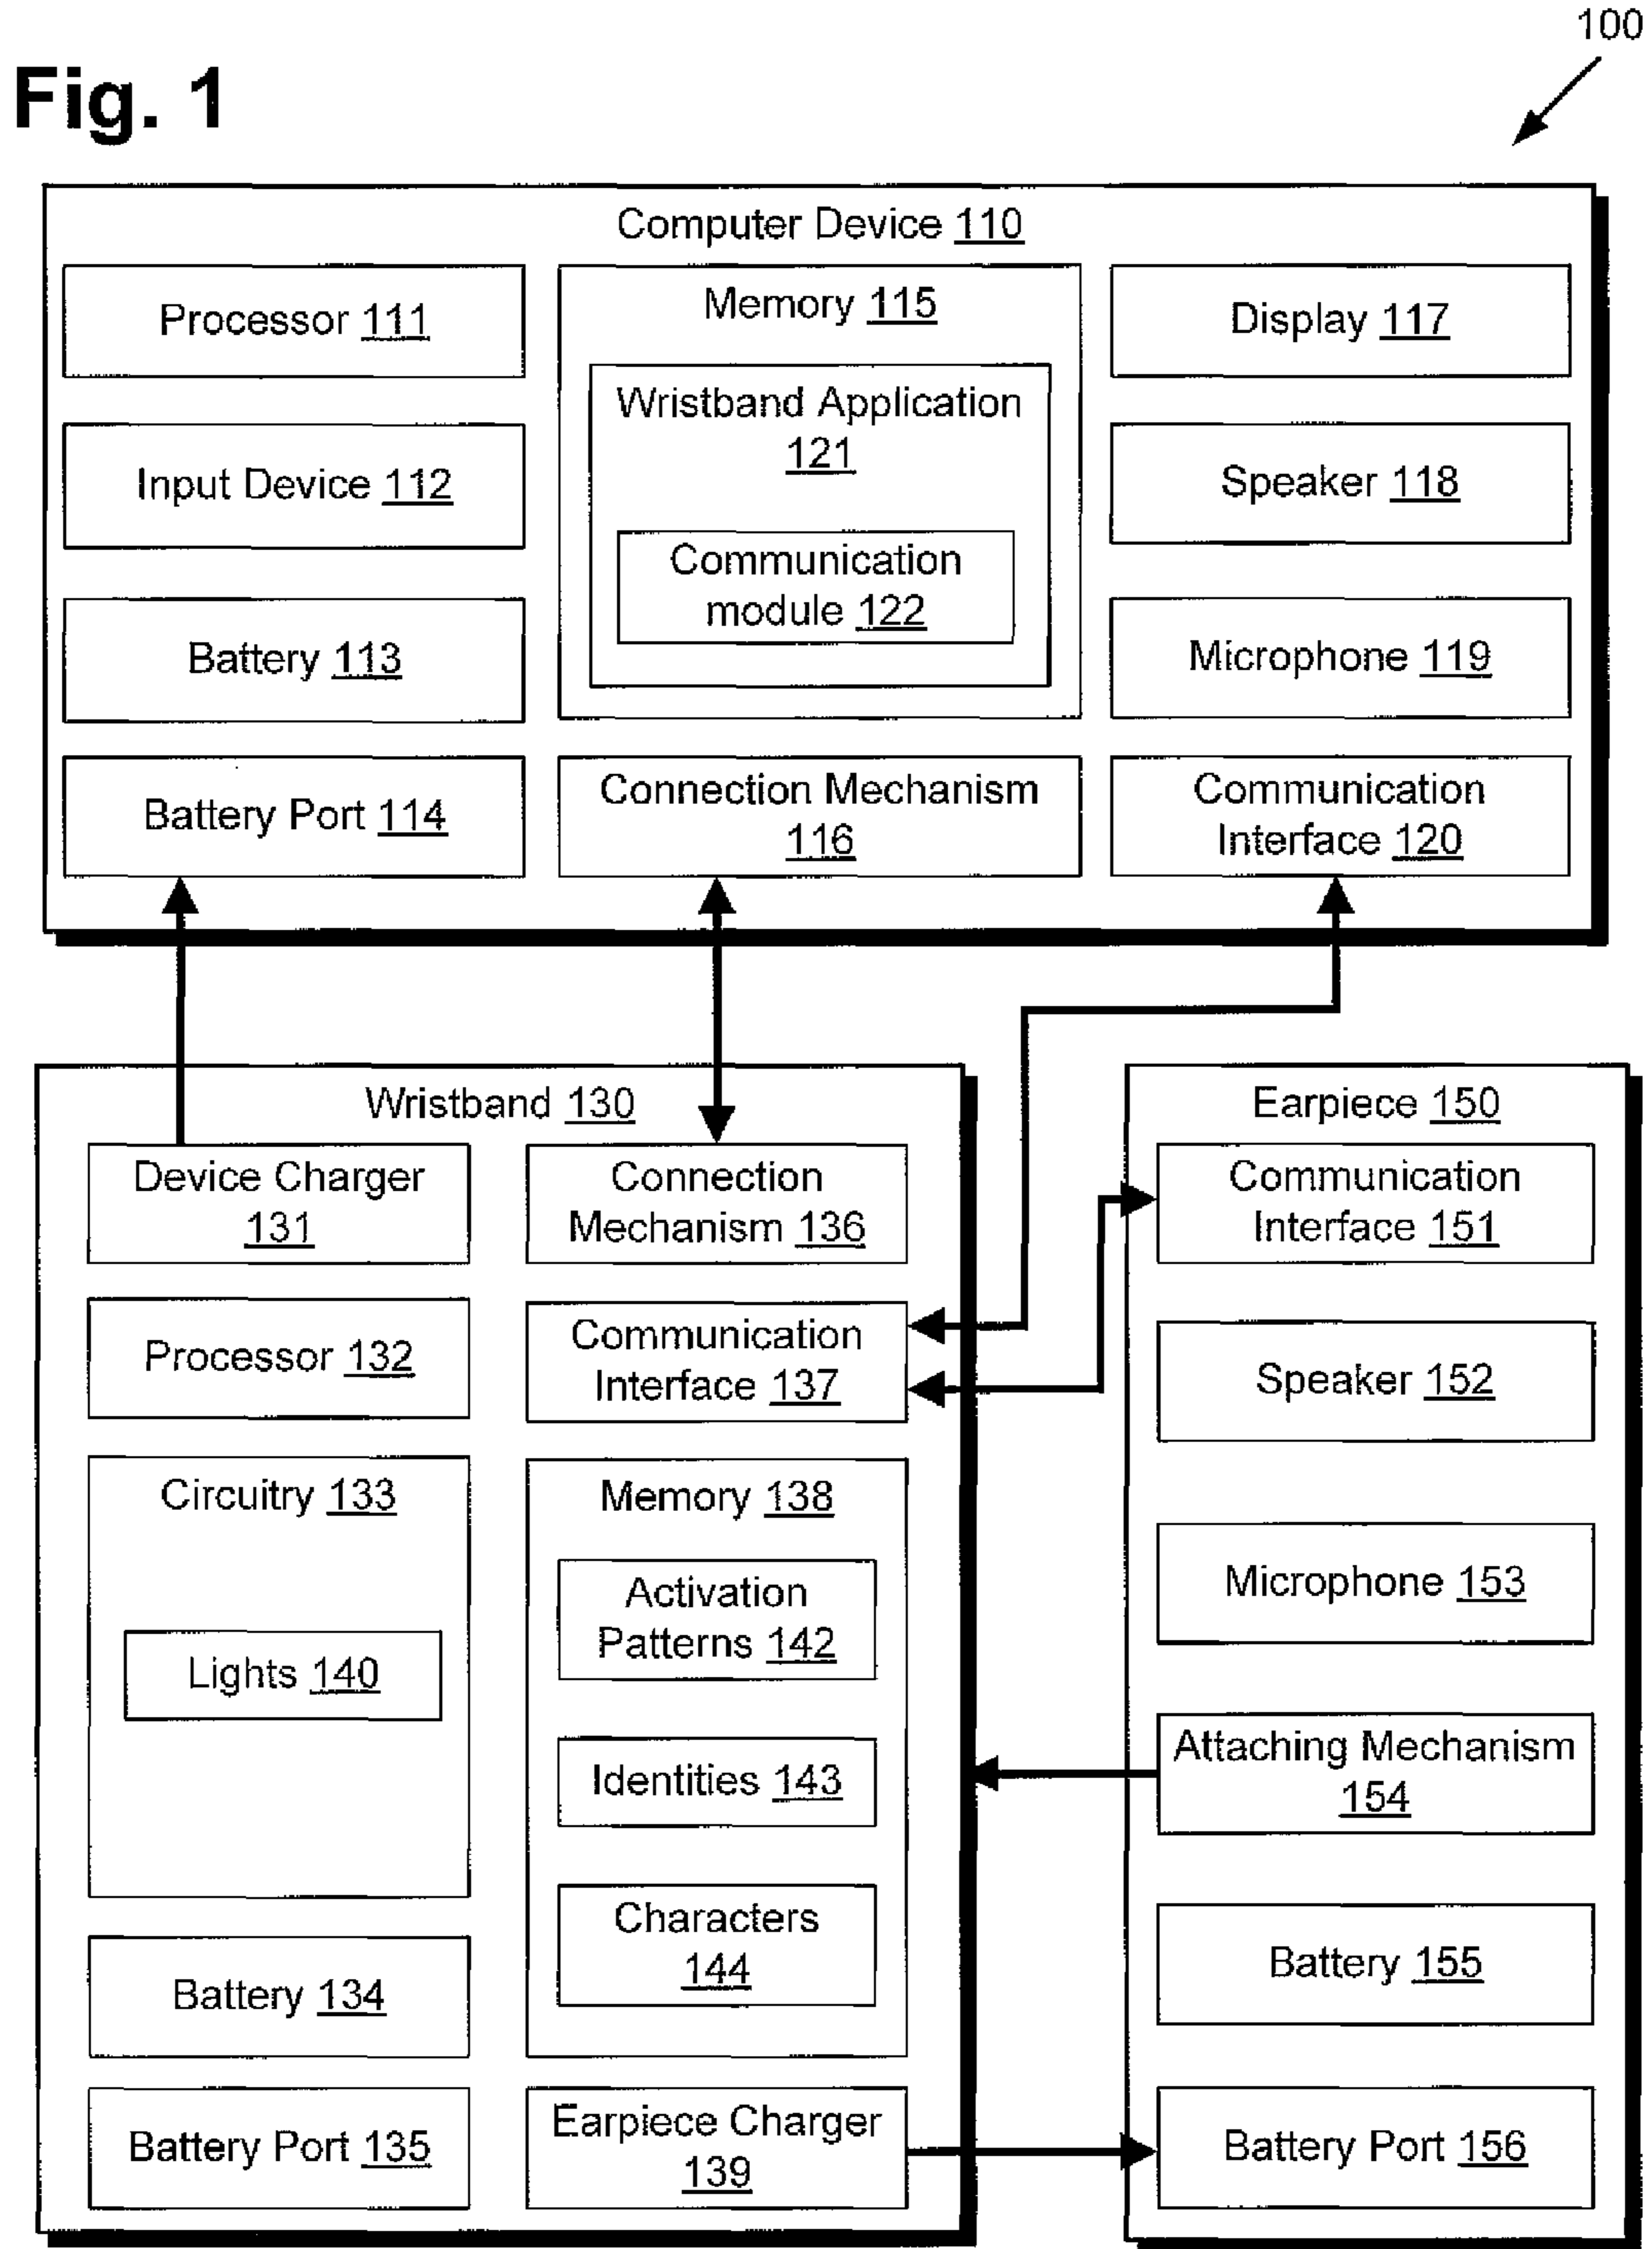 100
Fig. 1
Computer Device 110
Processor 111
Input Device 112
Battery 113
Battery Port 114
Memory 115
Wristband Application
121
Communication
module 122
Connection Mechanism
116
Display 117
Speaker 118
Microphone 119
Communication
Interface 120
Wristband 130
Device Charger
131
Processor 132
Circuitry 133
Lights 140
Battery 134
Battery Port 135
Connection
Mechanism 136
Communication
Interface 137
Memory 138
Activation
Patterns 142
Identities 143
Characters
144
Earpiece Charger
139
Earpiece 150
Communication
Interface 151
Speaker 152
Microphone 153
Attaching Mechanism
154
Battery 155
Battery Port 156